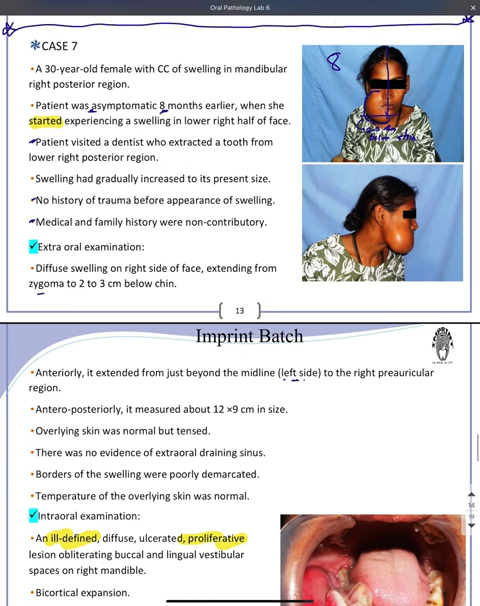 Oral Pathology Lab 6
CASE 7
•A 30-year-old female with CC of swelling in mandibular
right posterior region.
•Patient was asymptomatic 8 months earlier, when she
started experiencing a swelling in lower right half of face.
•Patient visited a dentist who extracted a tooth from
lower right posterior region.
•Swelling had gradually increased to its present size.
•No history of trauma before appearance of swelling.
•Medical and family history were non-contributory.
✓Extra oral examination:
•Diffuse swelling on right side of face, extending from
zygoma to 2 to 3 cm below chin.
8
13
Imprint Batch
•Anteriorly, it extended from just beyond the midline (left side) to the right preauricular
region.
•Antero-posteriorly, it measured about 12 ×9 cm in size.
•Overlying skin was normal but tensed.
•There was no evidence of extraoral draining sinus.
•Borders of the swelling were poorly demarcated.
•Temperature of the overlying skin was normal.
✓Intraoral examination:
•An ill-defined, diffuse, ulcerated, proliferative
lesion obliterating buccal and lingual vestibular
spaces on right mandible.
•Bicortical expansion.
14
19